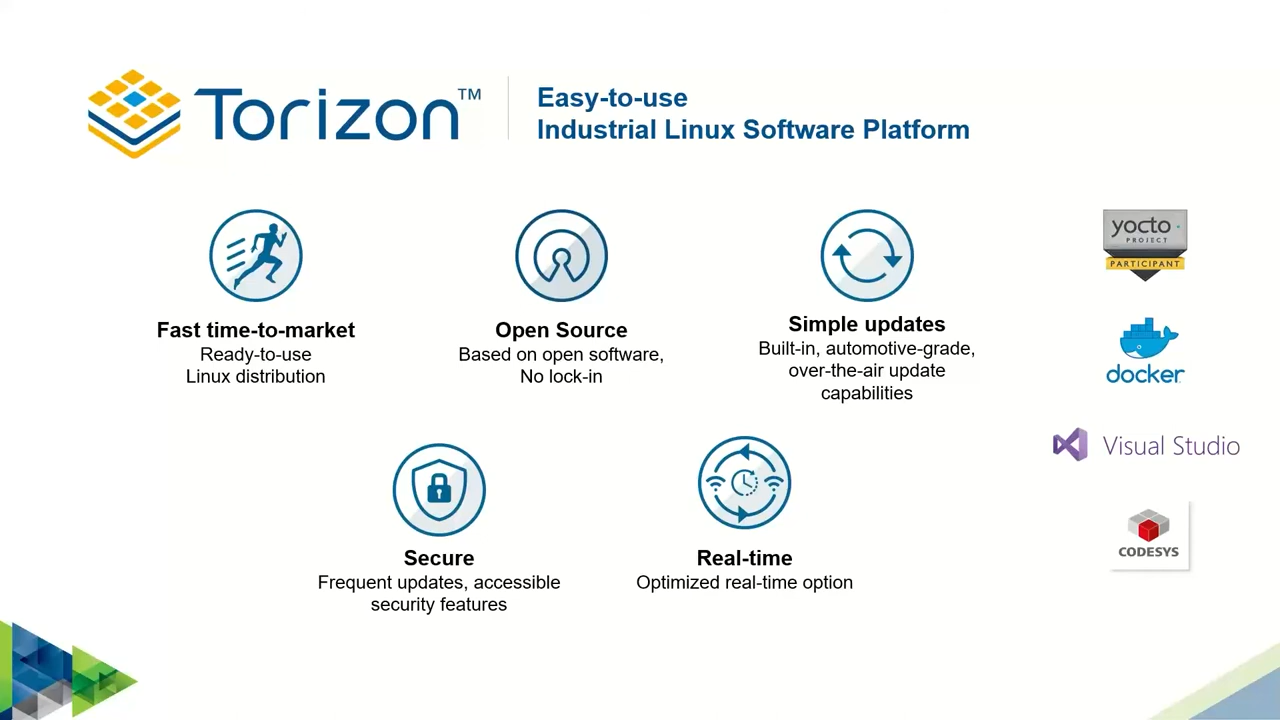 Torizon™
Easy-to-use
Industrial Linux Software Platform
Fast time-to-market
Ready-to-use
Linux distribution
Open Source
Based on open software,
No lock-in
Simple updates
Built-in, automotive-grade,
over-the-air update
capabilities
Secure
Frequent updates, accessible
security features
Real-time
Optimized real-time option
yocto
PROJECT
PARTICIPANT
docker
Visual Studio
CODESYS